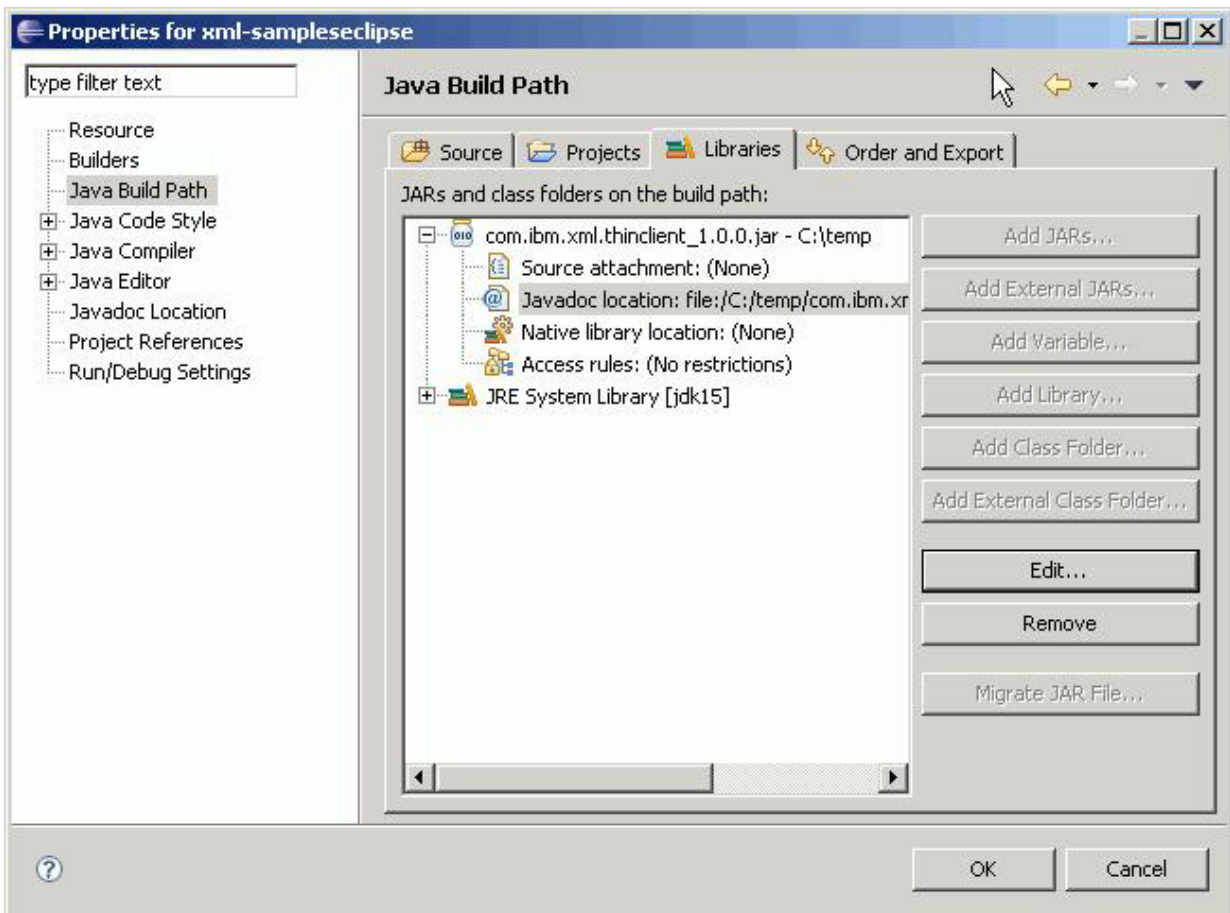 Properties for xml-sampleseclipse
type filter text
Resource
Builders
Java Build Path
Java Code Style
Java Compiler
Java Editor
Javadoc Location
Project References
Run/Debug Settings
Java Build Path
Source
Projects
Libraries
Order and Export
JARs and class folders on the build path:
com.ibm.xml.thinclient_1.0.0.jar - C:\temp
Source attachment: (None)
Javadoc location: file:/C:/temp/com.ibm.xr
Native library location: (None)
Access rules: (No restrictions)
JRE System Library [jdk15]
Add JARs...
Add External JARs...
Add Variable...
Add Library...
Add Class Folder...
Add External Class Folder...
Edit...
Remove
Migrate JAR File...
OK
Cancel